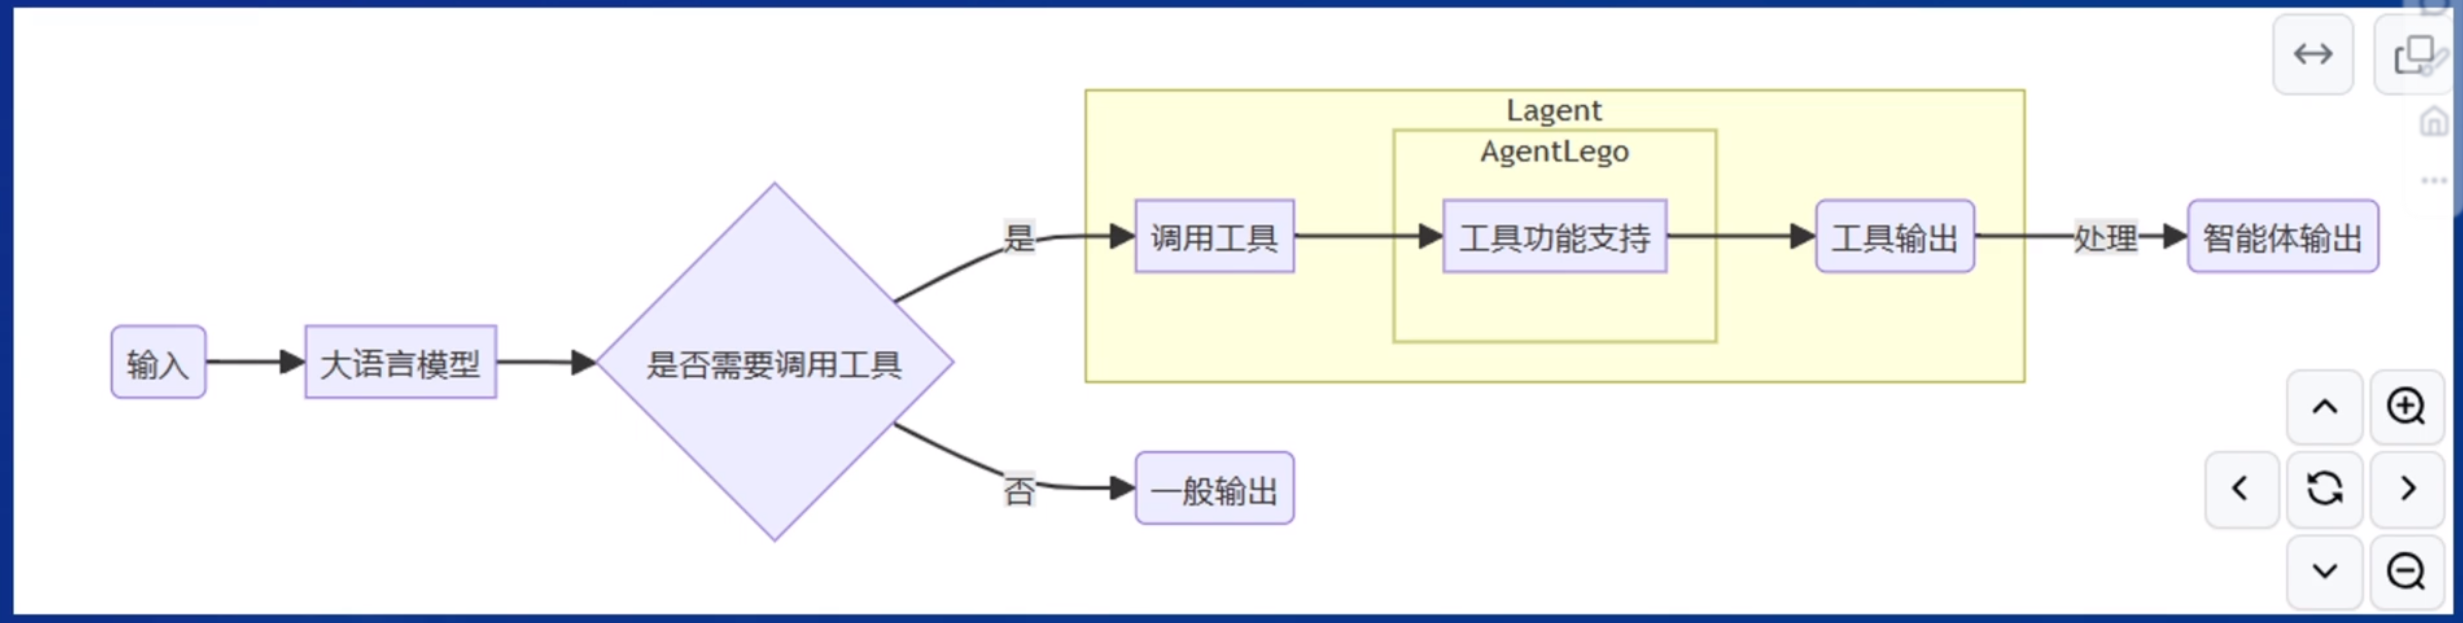 Lagent
AgentLego
是
调用工具
工具功能支持
工具输出
处理
智能体输出
输入
大语言模型
是否需要调用工具
否
一般输出